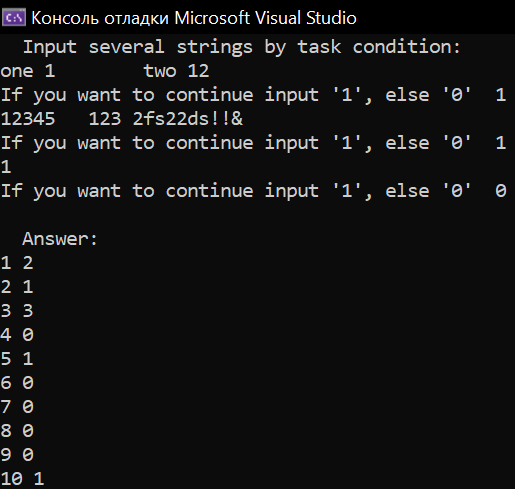 Консоль отладки Microsoft Visual Studio
  Input several strings by task condition:
one 1        two 12
If you want to continue input '1', else '0'  1
12345   123 2fs22ds!!&
If you want to continue input '1', else '0'  1
1
If you want to continue input '1', else '0'  0

  Answer:
1 2
2 1
3 3
4 0
5 1
6 0
7 0
8 0
9 0
10 1